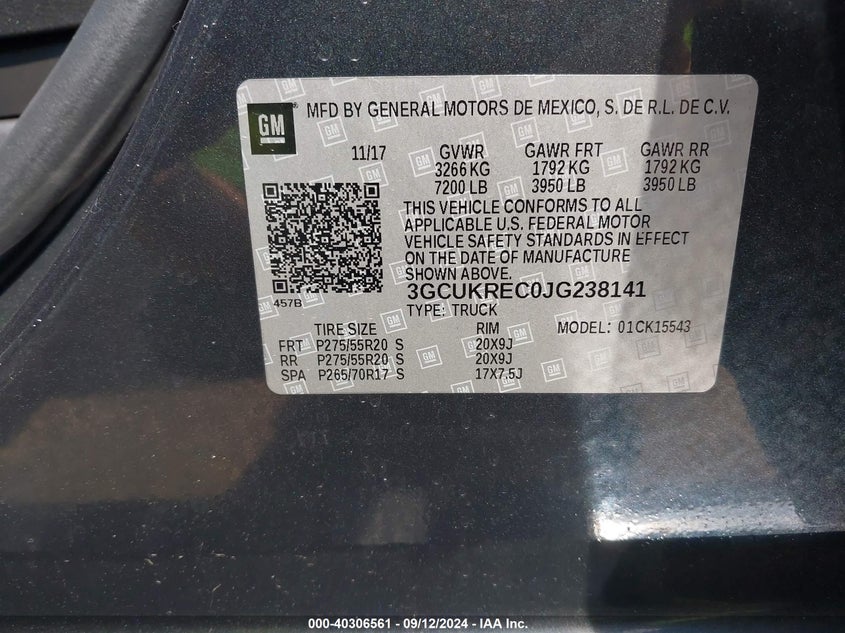 GM ® MFD BY GENERAL MOTORS DE MEXICO, S. DE R.L. DE C.V.
11/17 GVWR GAWR FRT GAWR RR
3266 KG 1792 KG 1792 KG
7200 LB 3950 LB 3950 LB
THIS VEHICLE CONFORMS TO ALL
APPLICABLE U.S. FEDERAL MOTOR
VEHICLE SAFETY STANDARDS IN EFFECT
ON THE DATE OF MANUFACTURE
SHOWN ABOVE.
457B 3GCUKREC0JG238141
TYPE: TRUCK MODEL: 01CK15543
TIRE SIZE RIM
FRT P275/55R20 S 20X9J
RR P275/55R20 S 20X9J
SPA P265/70R17 S 17X7.5J
000-40306561 - 09/12/2024 - IAA Inc.